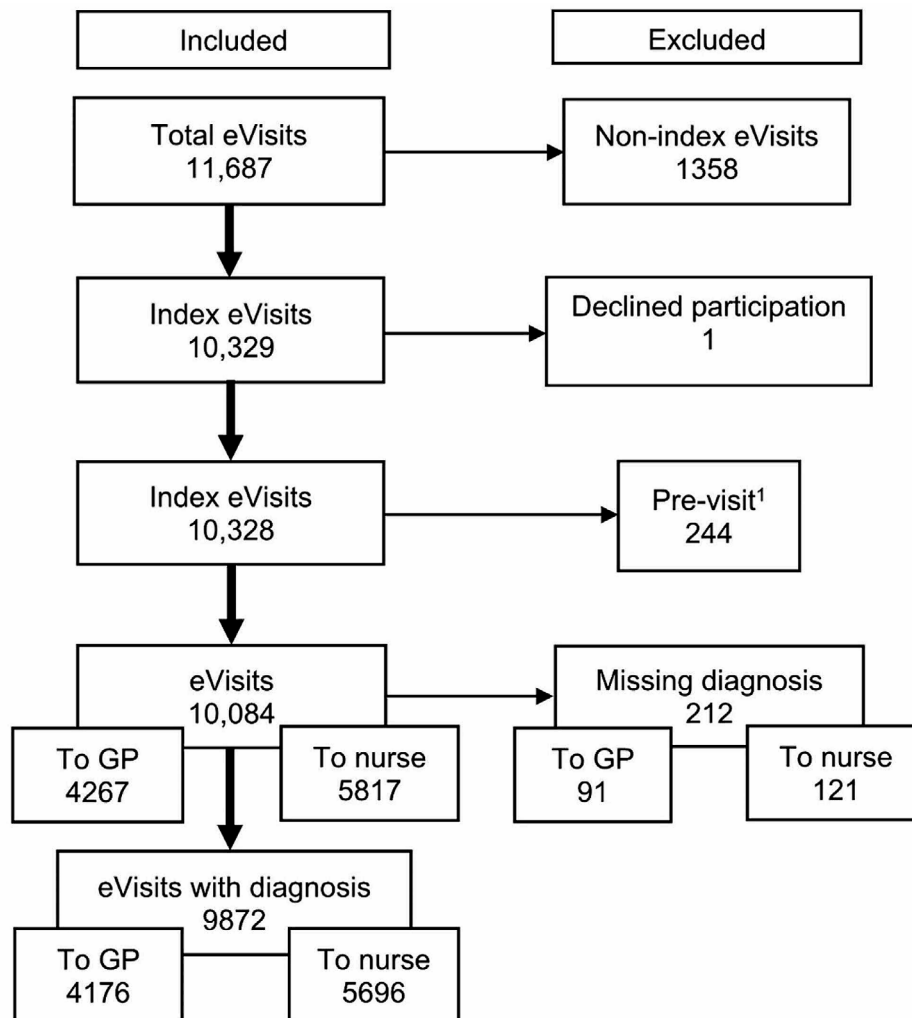 Included
Excluded
Total eVisits
11,687
Non-index eVisits
1358
Index eVisits
10,329
Declined participation
1
Index eVisits
10,328
Pre-visit¹
244
eVisits
10,084
To GP
4267
To nurse
5817
Missing diagnosis
212
To GP
91
To nurse
121
eVisits with diagnosis
9872
To GP
4176
To nurse
5696